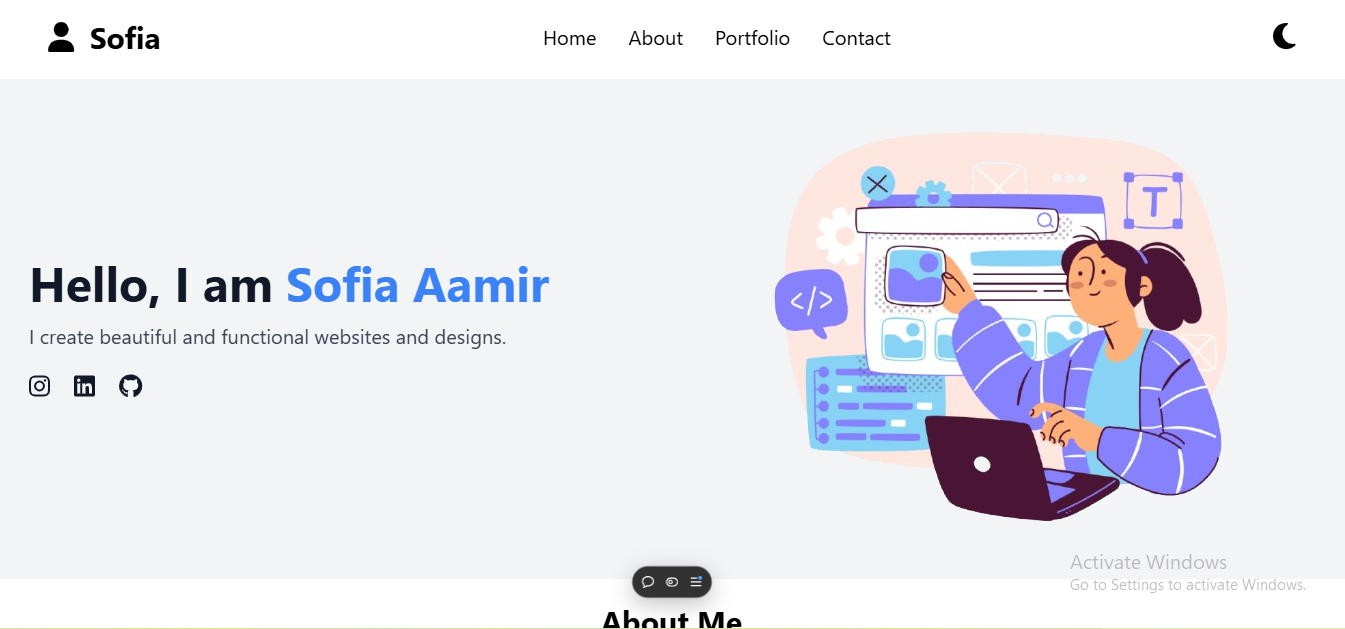 Sofia
Home About Portfolio Contact
T
</>
Hello, I am Sofia Aamir
I create beautiful and functional websites and designs.
in
Activate Windows
Go to Settings to activate Windows.
About Me